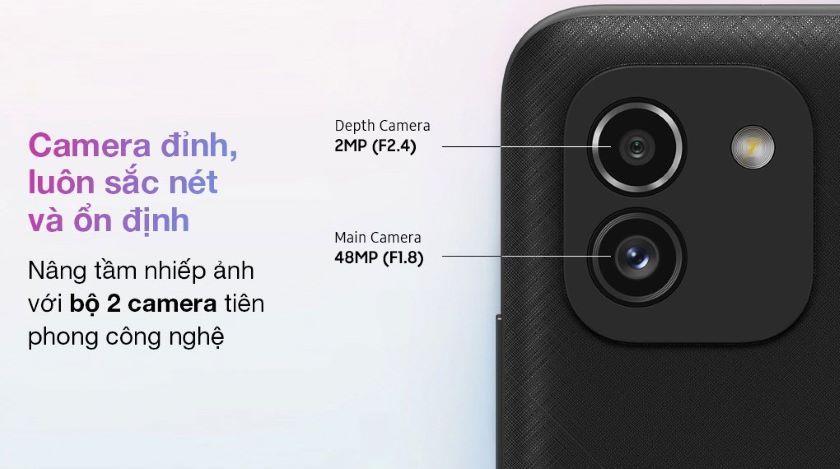 Camera đỉnh,
luôn sắc nét
và ổn định
Nâng tầm nhiếp ảnh
với bộ 2 camera tiên
phong công nghệ
Depth Camera
2MP (F2.4)
Main Camera
48MP (F1.8)